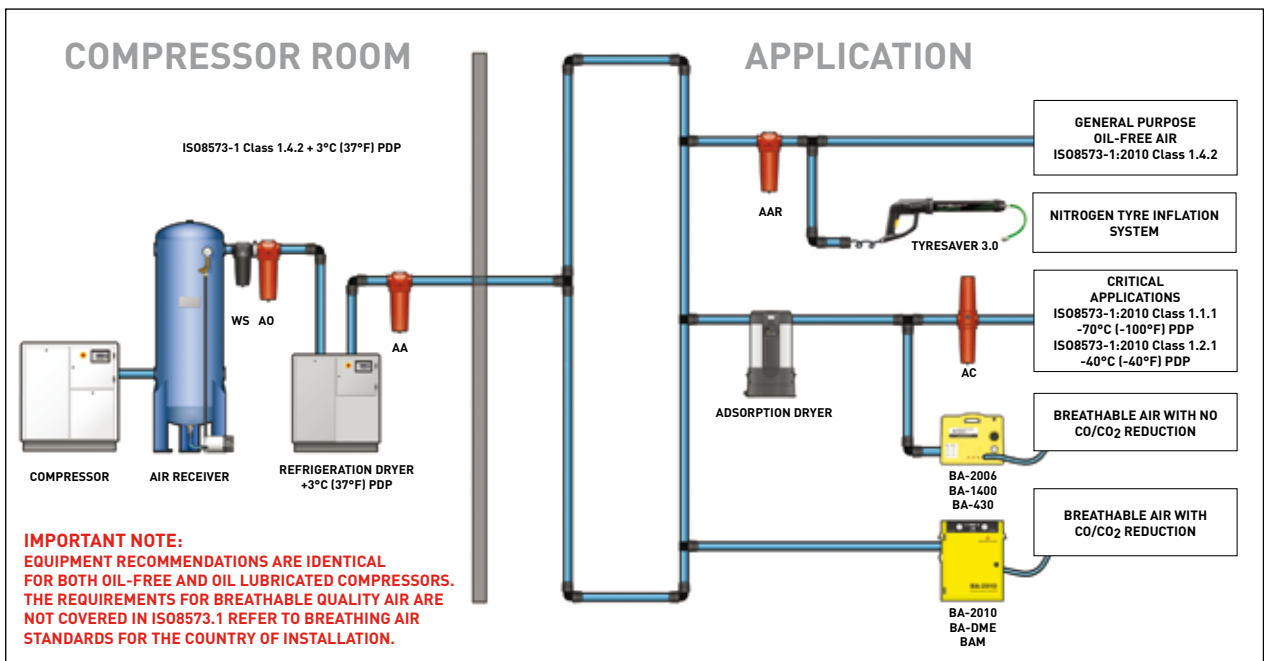 COMPRESSOR ROOM
APPLICATION
ISO8573-1 Class 1.4.2 + 3°C (37°F) PDP
GENERAL PURPOSE
OIL-FREE AIR
ISO8573-1:2010 Class 1.4.2
AAR
NITROGEN TYRE INFLATION
SYSTEM
TYRESAVER 3.0
WS AO
AA
CRITICAL
APPLICATIONS
ISO8573-1:2010 Class 1.1.1
-70°C (-100°F) PDP
ISO8573-1:2010 Class 1.2.1
-40°C (-40°F) PDP
AC
ADSORPTION DRYER
BREATHABLE AIR WITH NO
CO/CO2 REDUCTION
COMPRESSOR
AIR RECEIVER
REFRIGERATION DRYER
+3°C (37°F) PDP
BA-2006
BA-1400
BA-430
BREATHABLE AIR WITH
CO/CO2 REDUCTION
BA-2010
BA-2010
BA-DME
BAM
IMPORTANT NOTE:
EQUIPMENT RECOMMENDATIONS ARE IDENTICAL
FOR BOTH OIL-FREE AND OIL LUBRICATED COMPRESSORS.
THE REQUIREMENTS FOR BREATHABLE QUALITY AIR ARE
NOT COVERED IN ISO8573.1 REFER TO BREATHING AIR
STANDARDS FOR THE COUNTRY OF INSTALLATION.